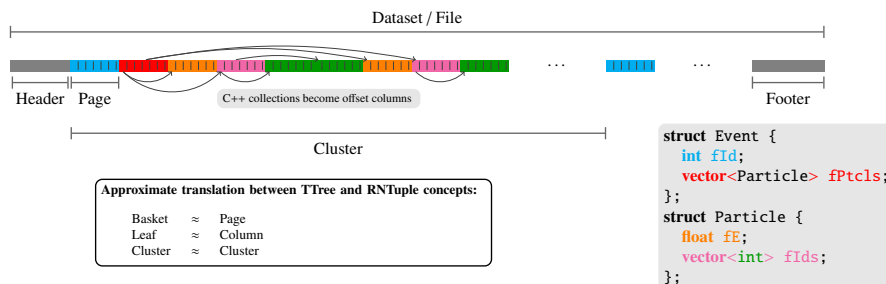 Dataset / File
... ...
Header Page Footer
C++ collections become offset columns
Cluster
struct Event {
int fId;
vector<Particle> fPtcls;
};
struct Particle {
float fE;
vector<int> fIds;
};
Approximate translation between TTree and RNTuple concepts:
Basket ≈ Page
Leaf ≈ Column
Cluster ≈ Cluster